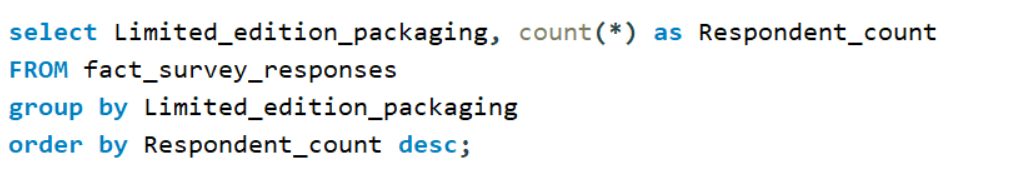 select Limited_edition_packaging, count(*) as Respondent_count
FROM fact_survey_responses
group by Limited_edition_packaging
order by Respondent_count desc;